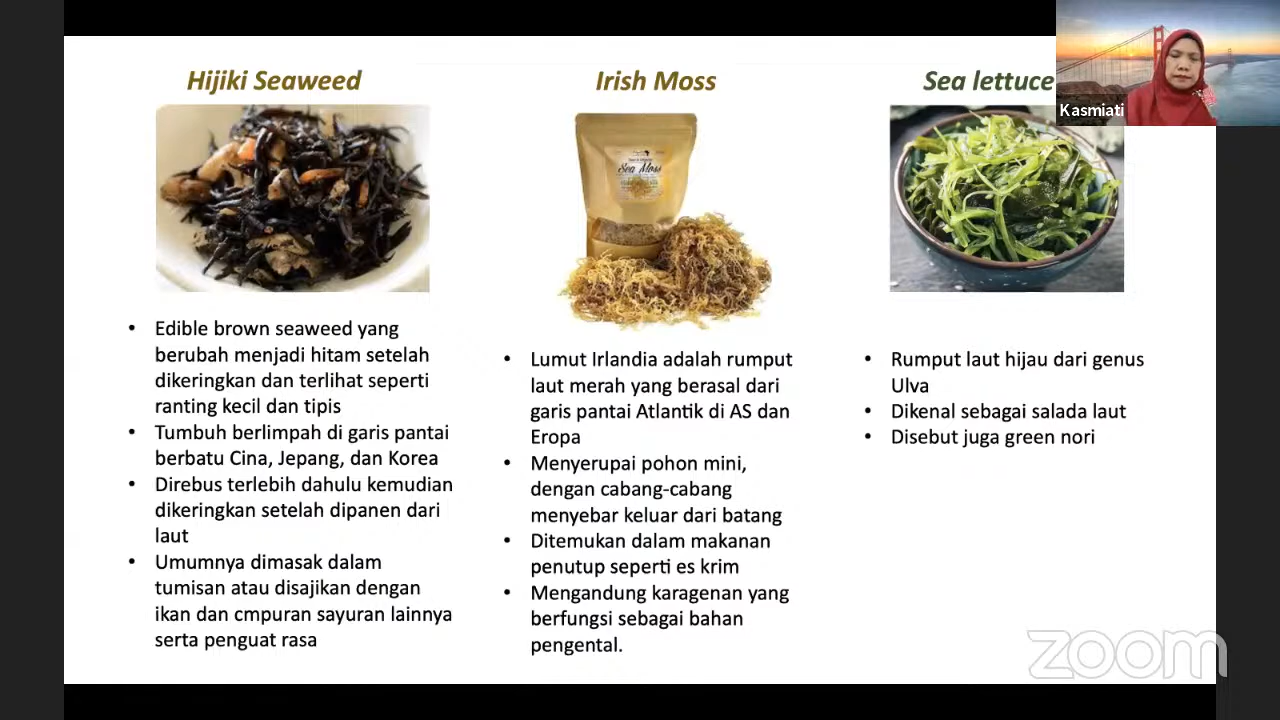 Hijiki Seaweed
Edible brown seaweed yang
berubah menjadi hitam setelah
dikeringkan dan terlihat seperti
ranting kecil dan tipis
Tumbuh berlimpah di garis pantai
berbatu Cina, Jepang, dan Korea
Direbus terlebih dahulu kemudian
dikeringkan setelah dipanen dari
laut
Umumnya dimasak dalam
tumisan atau disajikan dengan
ikan dan cmpuran sayuran lainnya
serta penguat rasa
Irish Moss
Sea Moss
Lumut Irlandia adalah rumput
laut merah yang berasal dari
garis pantai Atlantik di AS dan
Eropa
Menyerupai pohon mini,
dengan cabang-cabang
menyebar keluar dari batang
Ditemukan dalam makanan
penutup seperti es krim
Mengandung karagenan yang
berfungsi sebagai bahan
pengental.
Sea lettuce
Rumput laut hijau dari genus
Ulva
Dikenal sebagai salada laut
Disebut juga green nori
Kasmiati
zoom